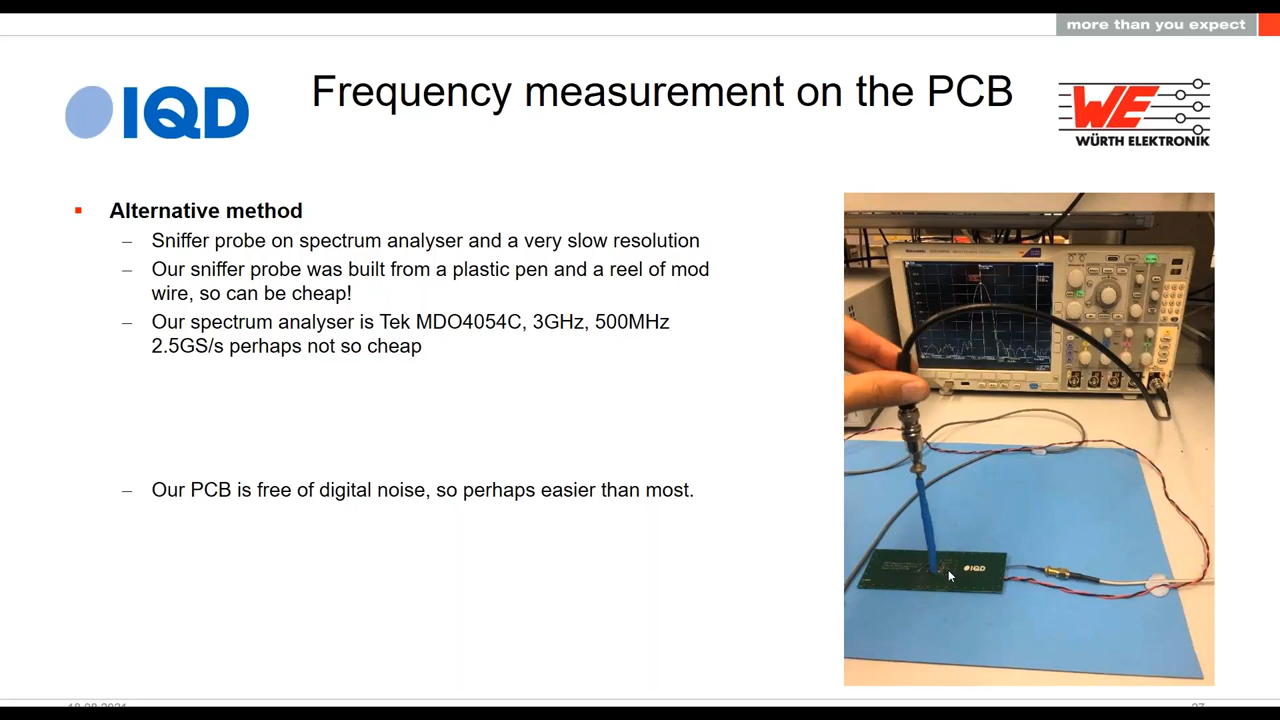 more than you expect
IQD
Frequency measurement on the PCB
WE
WÜRTH ELEKTRONIK
Alternative method
– Sniffer probe on spectrum analyser and a very slow resolution
– Our sniffer probe was built from a plastic pen and a reel of mod
wire, so can be cheap!
– Our spectrum analyser is Tek MDO4054C, 3GHz, 500MHz
2.5GS/s perhaps not so cheap
– Our PCB is free of digital noise, so perhaps easier than most.
IQD